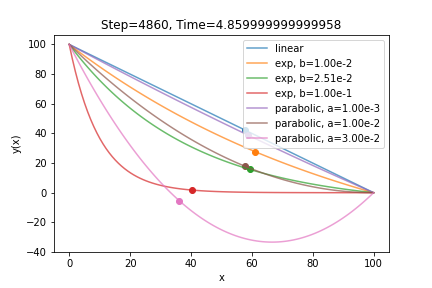 Step=4860, Time=4.859999999999958
100
80
60
40
20
0
−20
−40
y(x)
linear
exp, b=1.00e-2
exp, b=2.51e-2
exp, b=1.00e-1
parabolic, a=1.00e-3
parabolic, a=1.00e-2
parabolic, a=3.00e-2
0 20 40 60 80 100
x